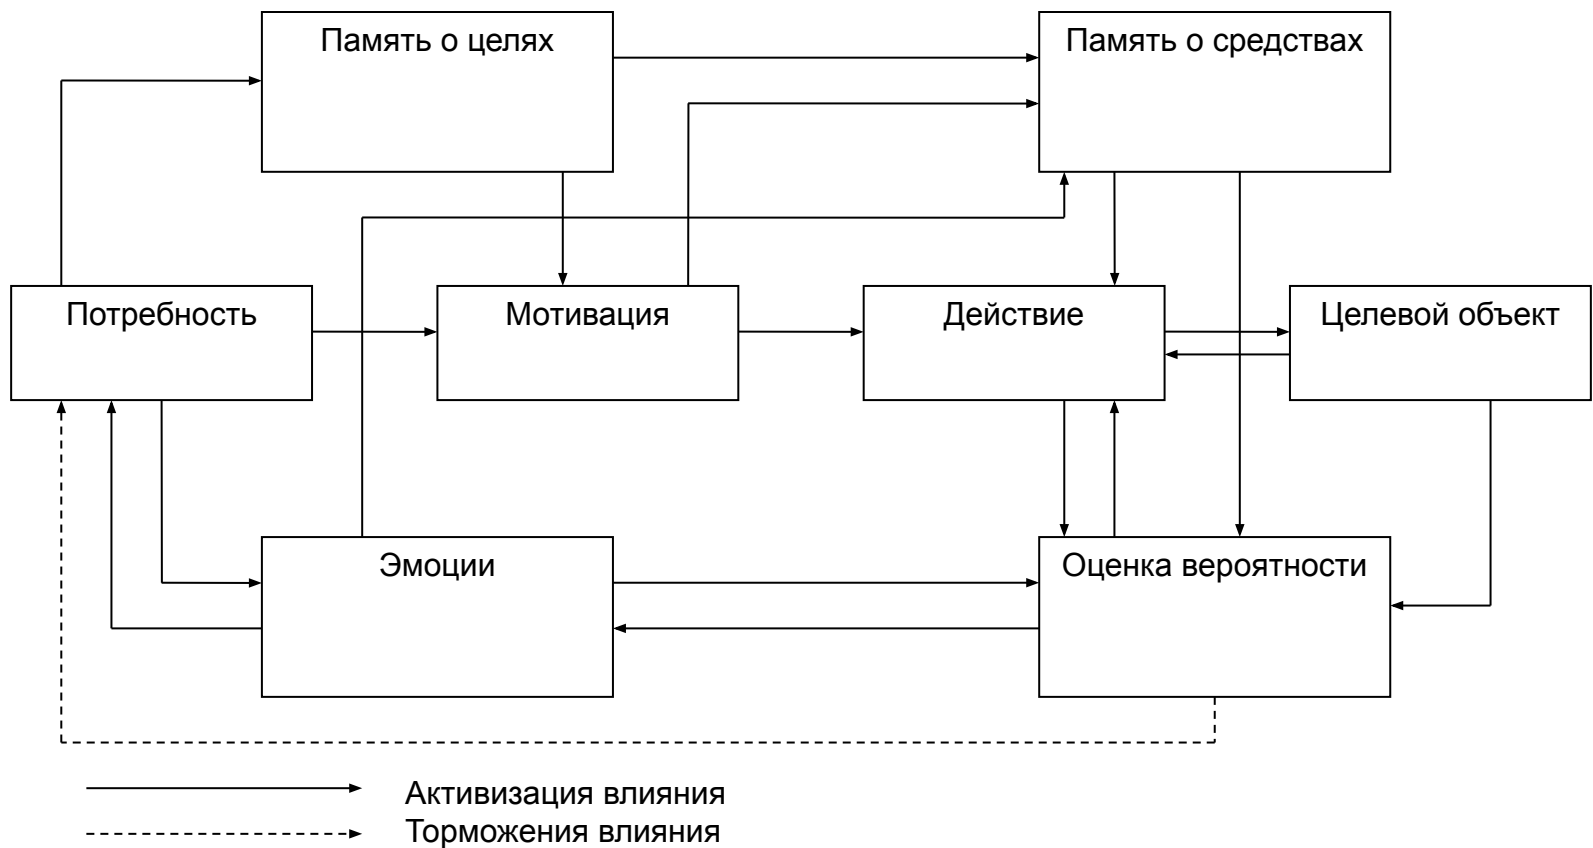 Память о целях
Память о средствах
Потребность
Мотивация
Действие
Целевой объект
Эмоции
Оценка вероятности
Активизация влияния
Торможения влияния